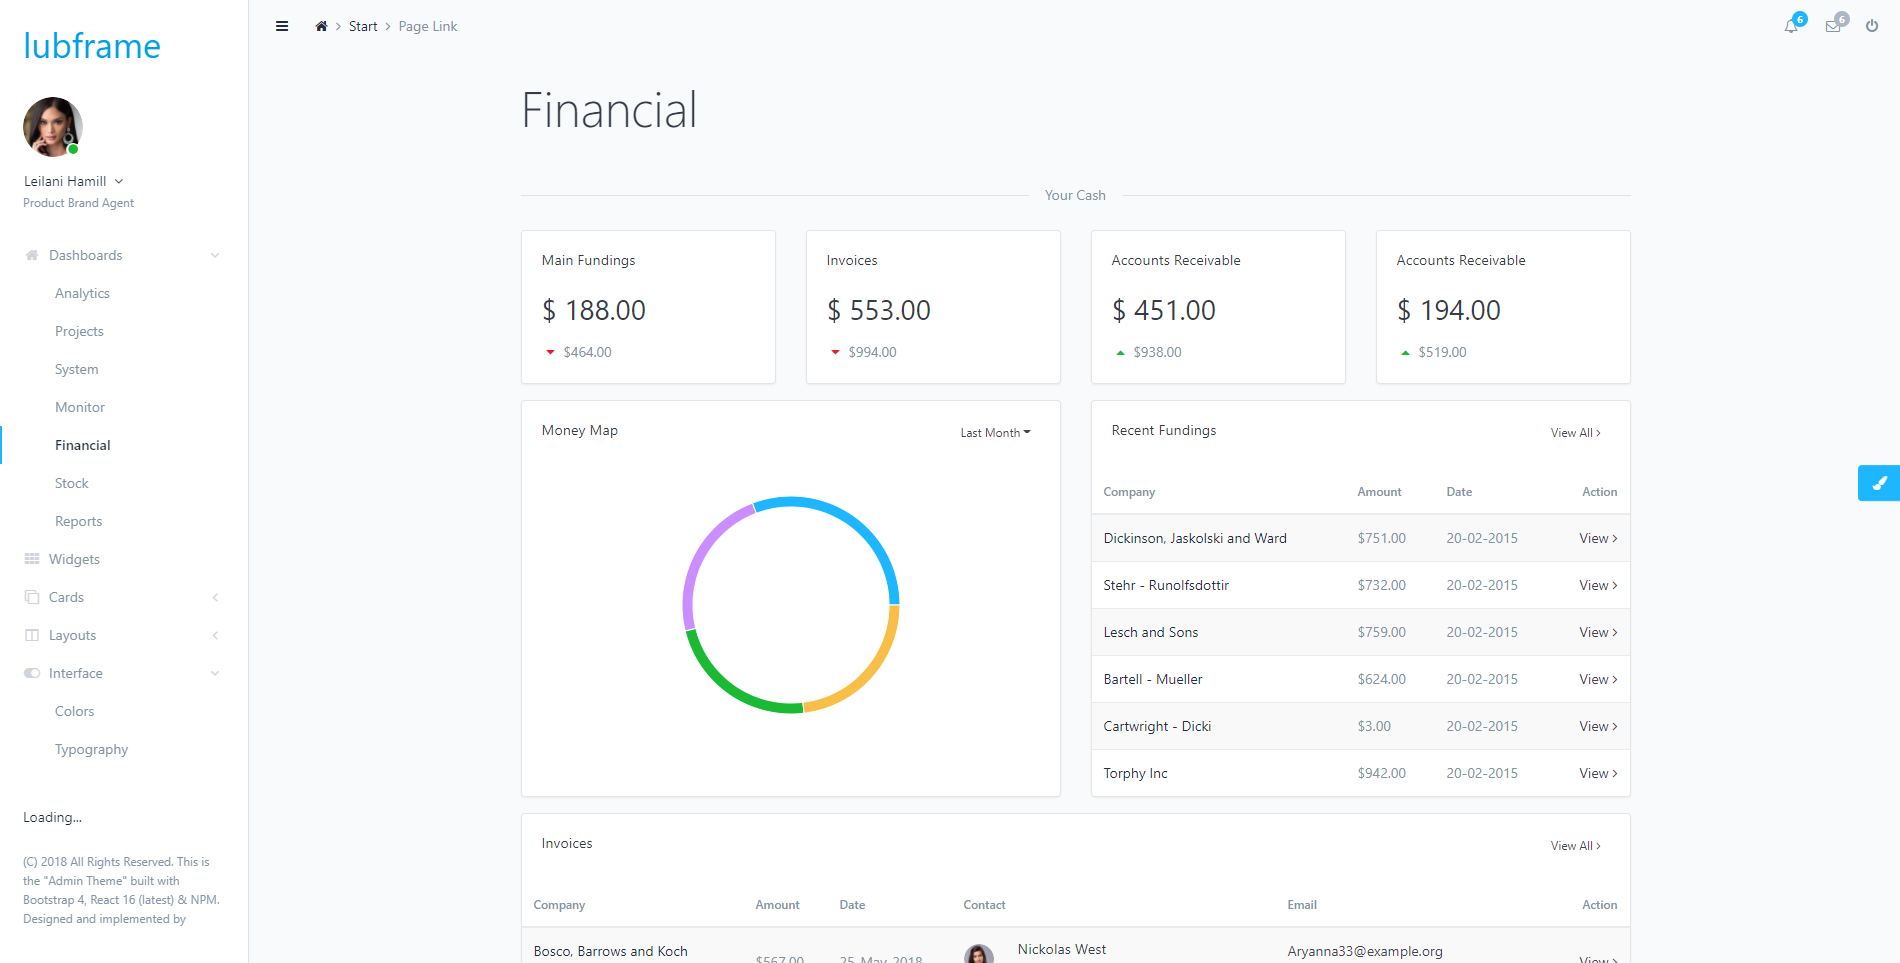 lubframe
Leilani Hamill
Product Brand Agent
Dashboards
Analytics
Projects
System
Monitor
Financial
Stock
Reports
Widgets
Cards
Layouts
Interface
Colors
Typography
Loading...
(C) 2018 All Rights Reserved. This is
the "Admin Theme" built with
Bootstrap 4, React 16 (latest) & NPM.
Designed and implemented by
Start > Page Link
6
6
Financial
Your Cash
Main Fundings
$ 188.00
$464.00
Invoices
$ 553.00
$994.00
Accounts Receivable
$ 451.00
$938.00
Accounts Receivable
$ 194.00
$519.00
Money Map
Last Month
Recent Fundings
View All >
Company Amount Date Action
Dickinson, Jaskolski and Ward $751.00 20-02-2015 View >
Stehr - Runolfsdottir $732.00 20-02-2015 View >
Lesch and Sons $759.00 20-02-2015 View >
Bartell - Mueller $624.00 20-02-2015 View >
Cartwright - Dicki $3.00 20-02-2015 View >
Torphy Inc $942.00 20-02-2015 View >
Invoices
View All >
Company Amount Date Contact Email Action
Bosco, Barrows and Koch $567.00 25-May-2018 Nickolas West Aryanna33@example.org View >